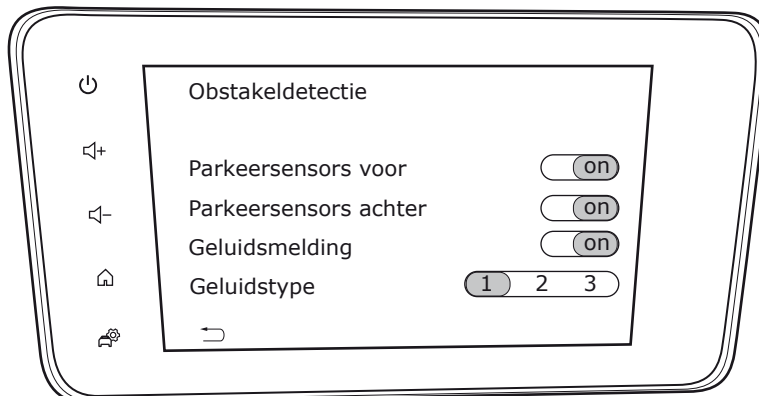 Obstakeldetectie
Parkeersensors voor on
Parkeersensors achter on
Geluidsmelding on
Geluidstype 1 2 3